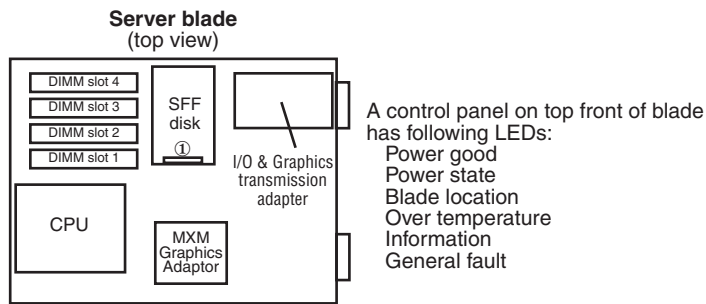 Server blade
(top view)
DIMM slot 4
DIMM slot 3
DIMM slot 2
DIMM slot 1
SFF
disk
①
I/O & Graphics
transmission
adapter
CPU
MXM
Graphics
Adaptor
A control panel on top front of blade
has following LEDs:
Power good
Power state
Blade location
Over temperature
Information
General fault